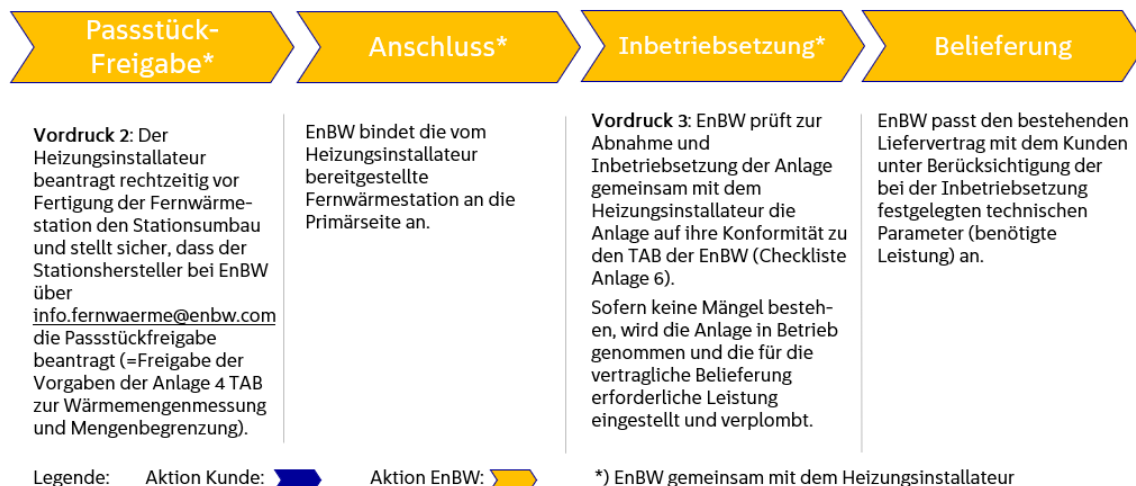 Passstück-
Freigabe*
Anschluss*
Inbetriebsetzung*
Belieferung
Vordruck 2: Der
Heizungsinstallateur
beantragt rechtzeitig vor
Fertigung der Fernwärme-
station den Stationsumbau
und stellt sicher, dass der
Stationshersteller bei EnBW
über
info.fernwaerme@enbw.com
die Passstückfreigabe
beantragt (=Freigabe der
Vorgaben der Anlage 4 TAB
zur Wärmemengenmessung
und Mengenbegrenzung).
EnBW bindet die vom
Heizungsinstallateur
bereitgestellte
Fernwärmestation an die
Primärseite an.
Vordruck 3: EnBW prüft zur
Abnahme und
Inbetriebsetzung der Anlage
gemeinsam mit dem
Heizungsinstallateur die
Anlage auf ihre Konformität zu
den TAB der EnBW (Checkliste
Anlage 6).
Sofern keine Mängel besteh-
en, wird die Anlage in Betrieb
genommen und die für die
vertragliche Belieferung
erforderliche Leistung
eingestellt und verplombt.
EnBW passt den bestehenden
Liefervertrag mit dem Kunden
unter Berücksichtigung der
bei der Inbetriebsetzung
festgelegten technischen
Parameter (benötigte
Leistung) an.
Legende: Aktion Kunde: Aktion EnBW: *) EnBW gemeinsam mit dem Heizungsinstallateur